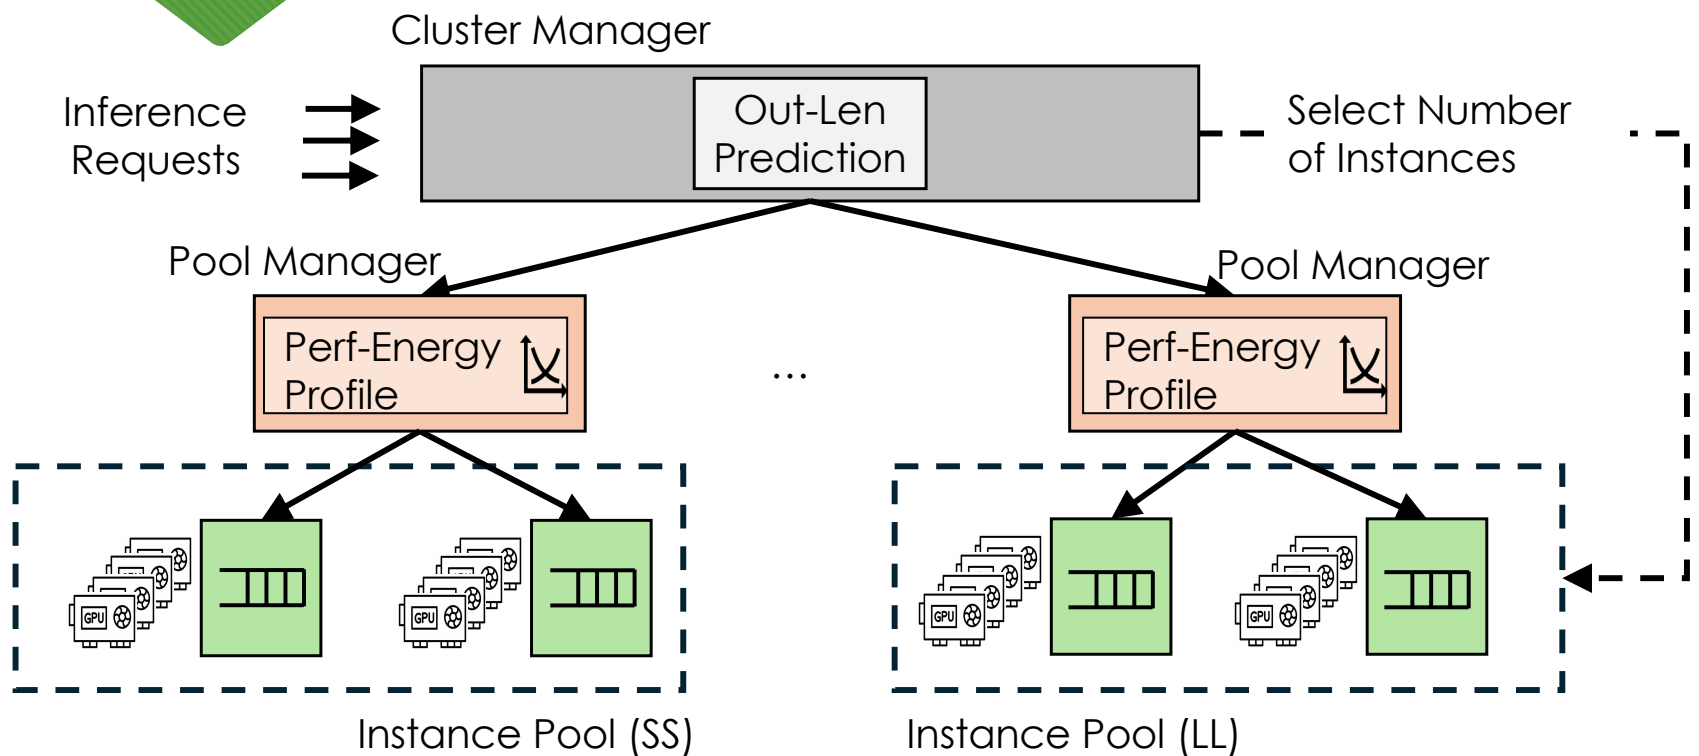 Cluster Manager
Inference
Requests
Out-Len
Prediction
Select Number
of Instances
Pool Manager
Pool Manager
Perf-Energy
Profile
...
Perf-Energy
Profile
GPU
GPU
GPU
GPU
Instance Pool (SS)
Instance Pool (LL)